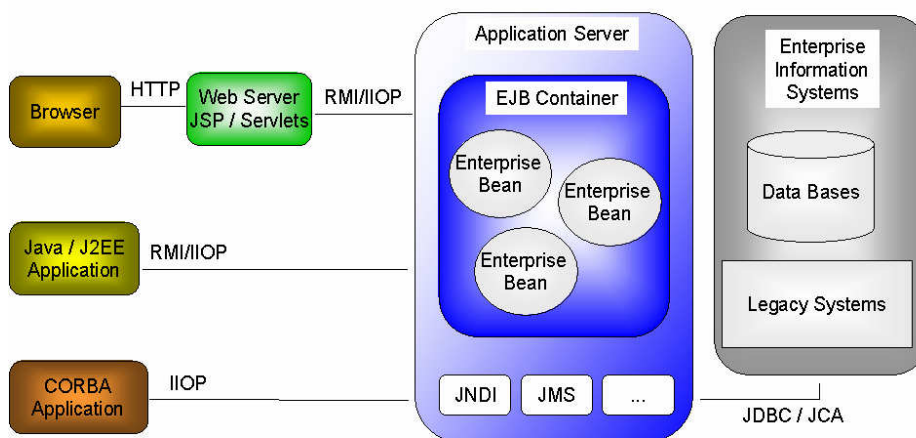 Application Server
Enterprise
Information
Systems
Browser
HTTP
Web Server
JSP / Servlets
RMI/IIOP
EJB Container
Enterprise
Bean
Enterprise
Bean
Enterprise
Bean
Data Bases
Java / J2EE
Application
RMI/IIOP
Legacy Systems
CORBA
Application
IIOP
JNDI
JMS
...
JDBC / JCA